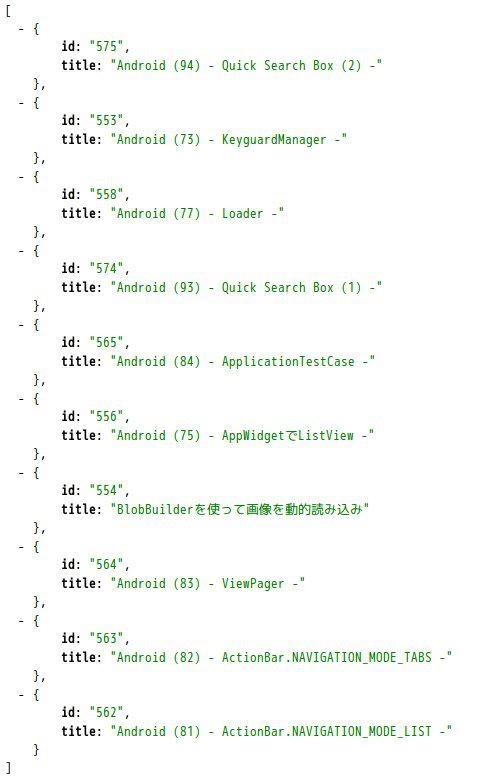 [
- {
id: "575",
title: "Android (94) - Quick Search Box (2) -"
},
- {
id: "553",
title: "Android (73) - KeyguardManager -"
},
- {
id: "558",
title: "Android (77) - Loader -"
},
- {
id: "574",
title: "Android (93) - Quick Search Box (1) -"
},
- {
id: "565",
title: "Android (84) - ApplicationTestCase -"
},
- {
id: "556",
title: "Android (75) - AppWidgetでListView -"
},
- {
id: "554",
title: "BlobBuilderを使って画像を動的読み込み"
},
- {
id: "564",
title: "Android (83) - ViewPager -"
},
- {
id: "563",
title: "Android (82) - ActionBar.NAVIGATION_MODE_TABS -"
},
- {
id: "562",
title: "Android (81) - ActionBar.NAVIGATION_MODE_LIST -"
}
]